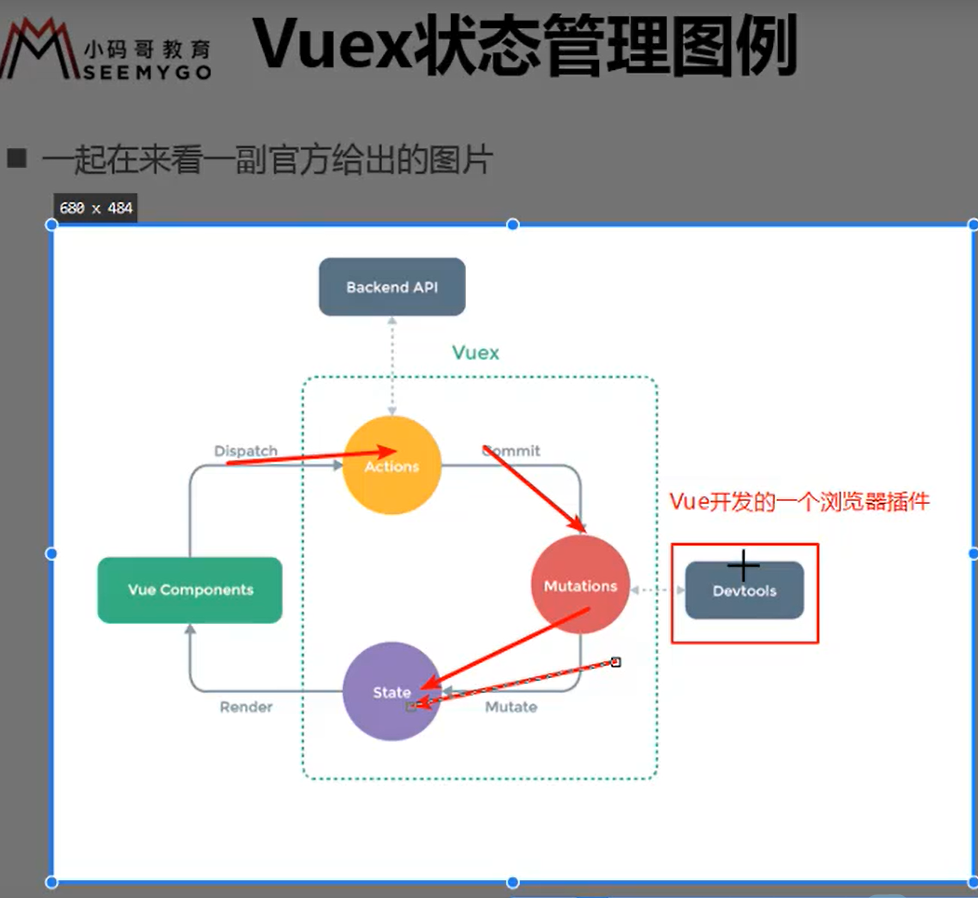 小码哥教育
SEEMYGO
Vuex状态管理图例
一起在来看一副官方给出的图片
680 x 484
Backend API
Vuex
Dispatch
Commit
Actions
Vue开发的一个浏览器插件
Mutations
Devtools
Vue Components
State
Render
Mutate